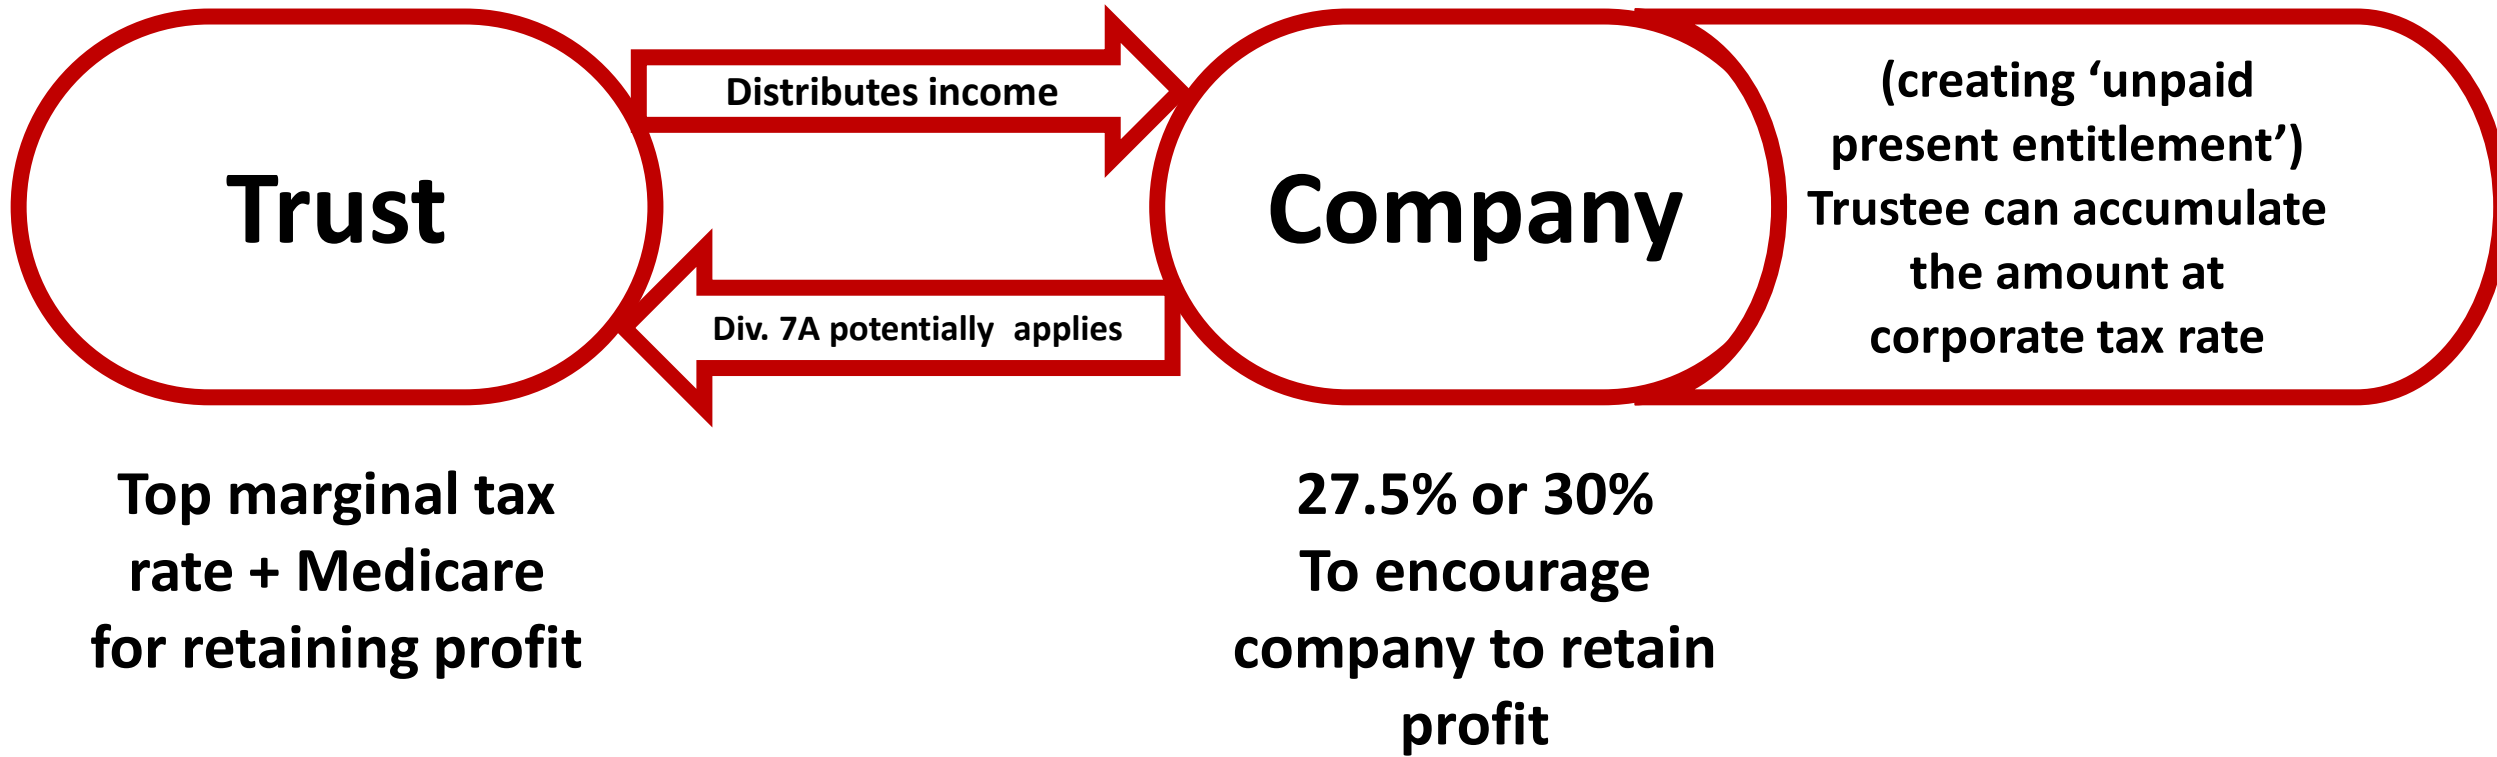 Distributes income
Trust
Div. 7A potentially applies
Company
(creating ‘unpaid
present entitlement’)
Trustee can accumulate
the amount at
corporate tax rate
Top marginal tax
rate + Medicare
for retaining profit
27.5% or 30%
To encourage
company to retain
profit